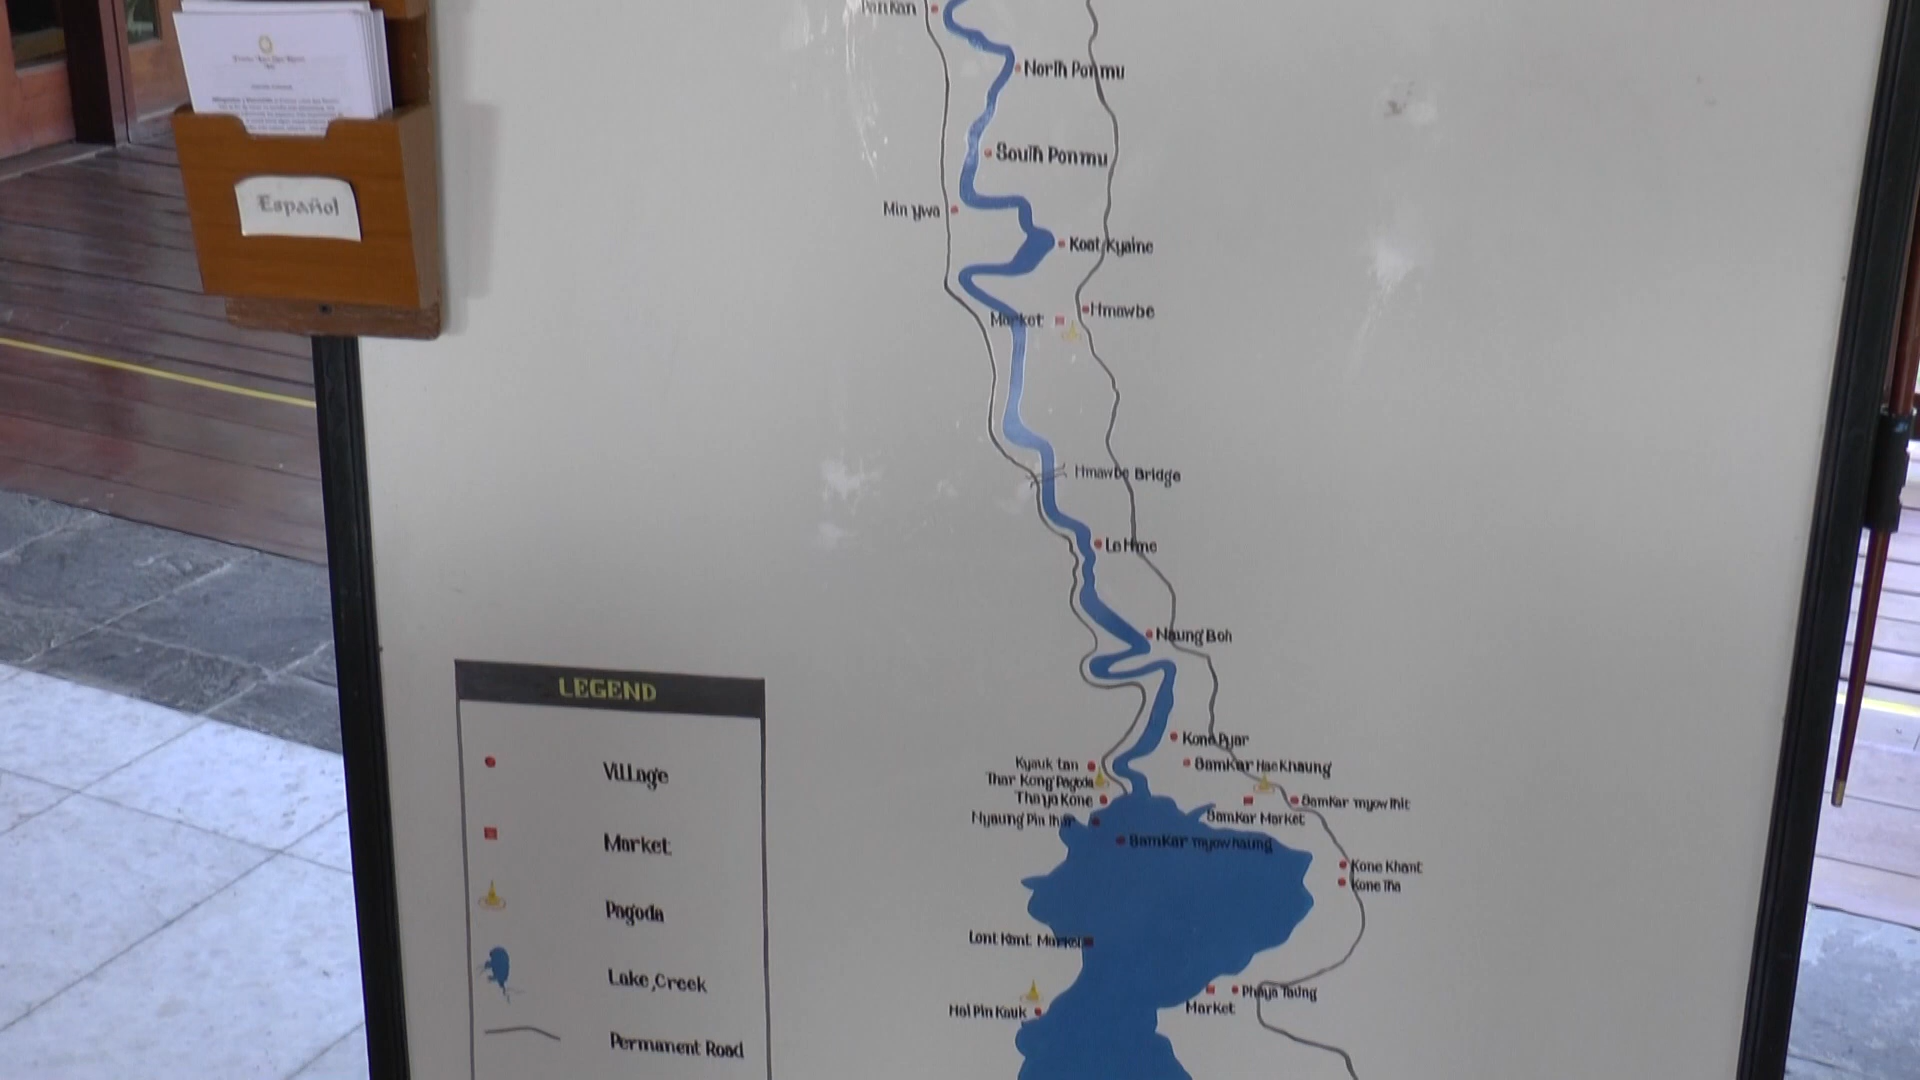 Español
Pan Kan
North Ponmu
South Ponmu
Min ywa
Koat Kyaine
Hmawbe
Market
Hmawbe Bridge
Le Hme
Naung Boh
Kone Pyar
Kyauk tan
SamKar Hae Khaung
Thar Kong Pagoda
Thaya Kone
SamKar myow thit
Nyaung Pin thar
SamKar Market
SamKar myow haung
Kone Khant
Kone Tha
Lont Kant Market
Phaya Taung
Market
Hal Pin Kauk
LEGEND
Village
Market
Pagoda
Lake,Creek
Permanent Road